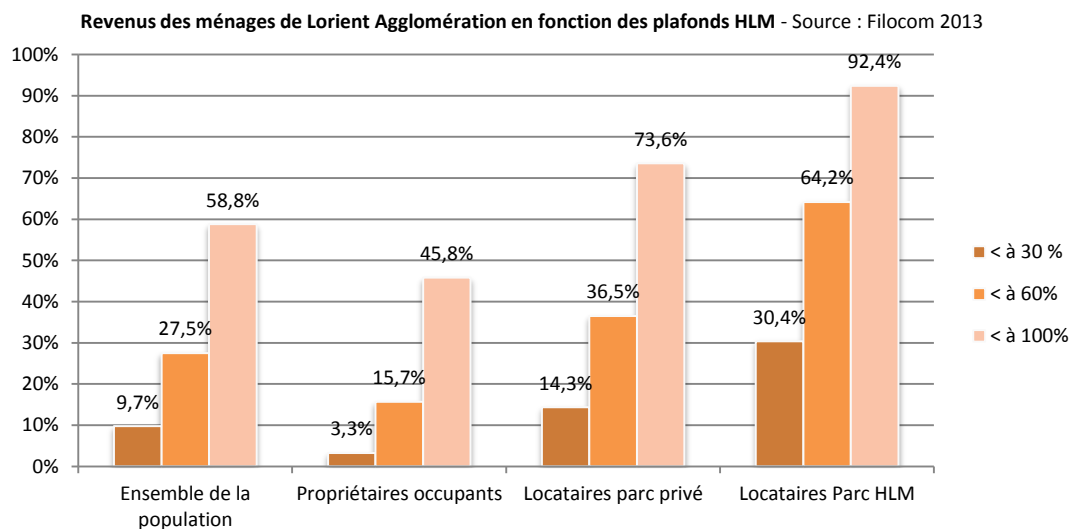 Revenus des ménages de Lorient Agglomération en fonction des plafonds HLM - Source : Filocom 2013
100%
90%
80%
70%
60%
50%
40%
30%
20%
10%
0%
9,7%
27,5%
58,8%
3,3%
15,7%
45,8%
14,3%
36,5%
73,6%
30,4%
64,2%
92,4%
Ensemble de la
population
Propriétaires occupants
Locataires parc privé
Locataires Parc HLM
< à 30 %
< à 60%
< à 100%